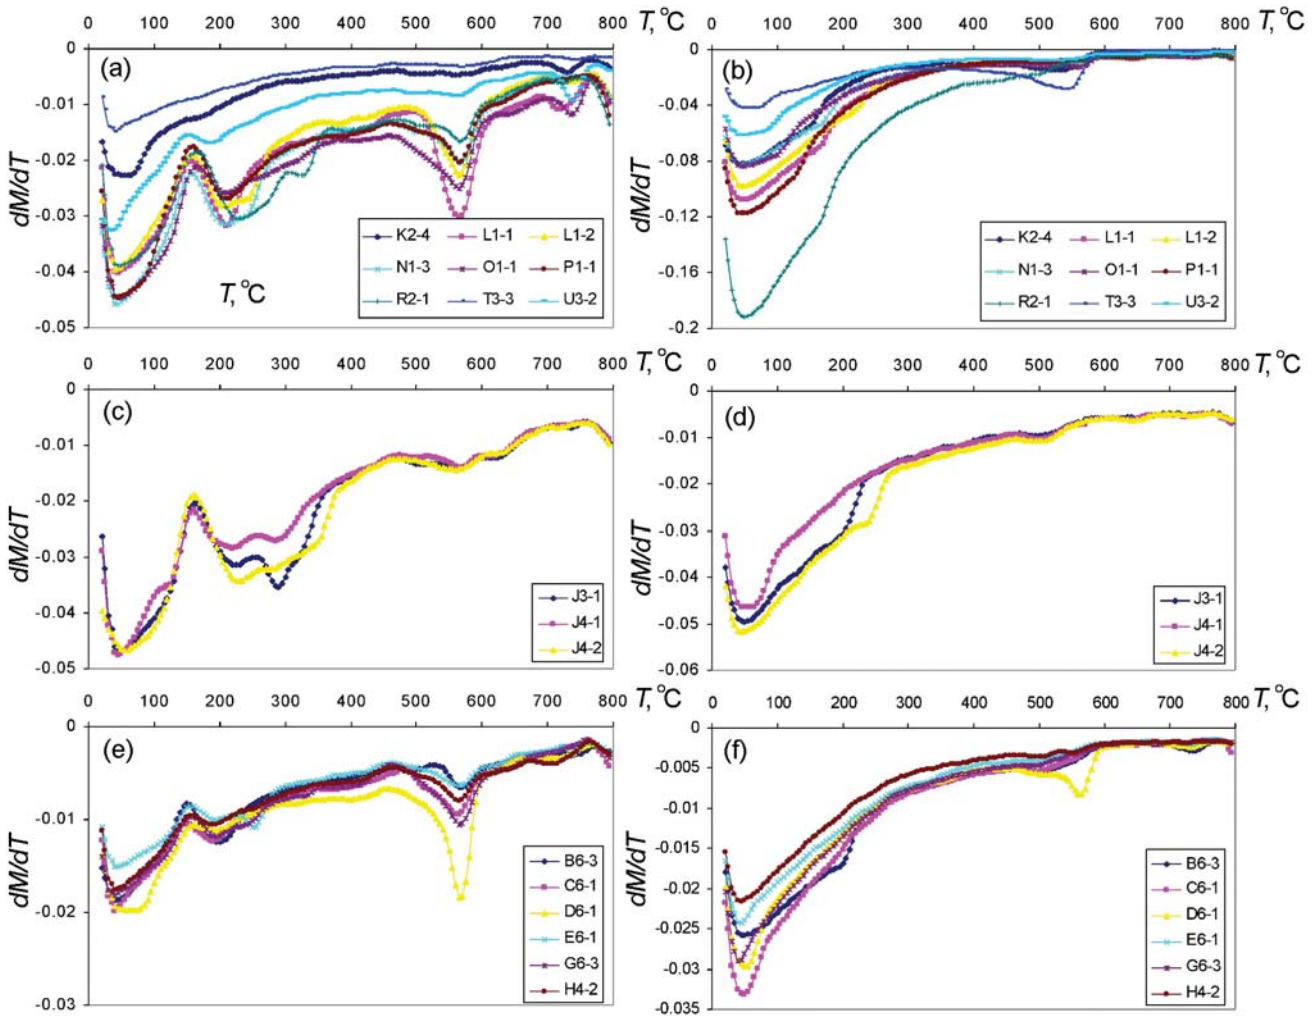 0 100 200 300 400 500 600 700 800 T, °C
0
-0.01
-0.02
-0.03
-0.04
-0.05
dM/dT
(a)
T, °C
K2-4 L1-1 L1-2
N1-3 O1-1 P1-1
R2-1 T3-3 U3-2
0 100 200 300 400 500 600 700 800 T, °C
0
-0.04
-0.08
-0.12
-0.16
-0.2
dM/dT
(b)
K2-4 L1-1 L1-2
N1-3 O1-1 P1-1
R2-1 T3-3 U3-2
0 100 200 300 400 500 600 700 800 T, °C
0
-0.01
-0.02
-0.03
-0.04
-0.05
dM/dT
(c)
J3-1
J4-1
J4-2
0 100 200 300 400 500 600 700 800 T, °C
0
-0.01
-0.02
-0.03
-0.04
-0.05
-0.06
dM/dT
(d)
J3-1
J4-1
J4-2
0 100 200 300 400 500 600 700 800 T, °C
0
-0.01
-0.02
-0.03
dM/dT
(e)
B6-3
C6-1
D6-1
E6-1
G6-3
H4-2
0 100 200 300 400 500 600 700 800 T, °C
0
-0.005
-0.01
-0.015
-0.02
-0.025
-0.03
-0.035
dM/dT
(f)
B6-3
C6-1
D6-1
E6-1
G6-3
H4-2